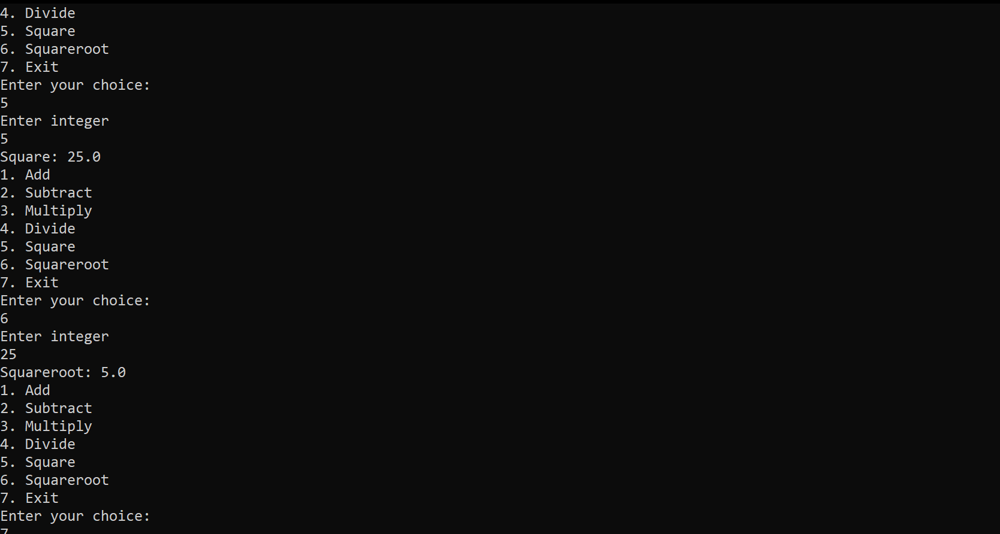 4. Divide
5. Square
6. Squareroot
7. Exit
Enter your choice:
5
Enter integer
5
Square: 25.0
1. Add
2. Subtract
3. Multiply
4. Divide
5. Square
6. Squareroot
7. Exit
Enter your choice:
6
Enter integer
25
Squareroot: 5.0
1. Add
2. Subtract
3. Multiply
4. Divide
5. Square
6. Squareroot
7. Exit
Enter your choice:
7